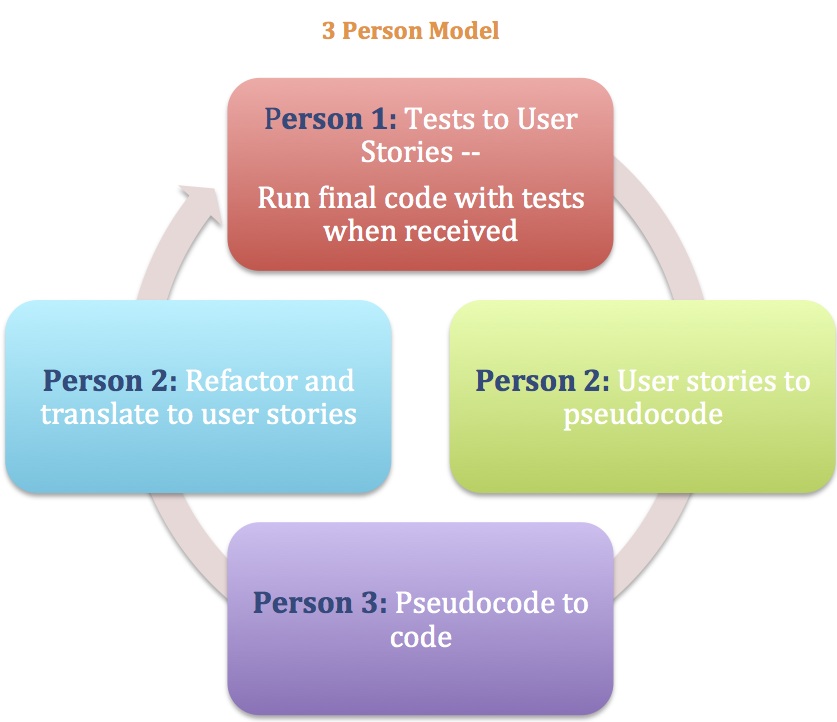 3 Person Model
Person 1: Tests to User
Stories --
Run final code with tests
when received
Person 2: Refactor and
translate to user stories
Person 2: User stories to
pseudocode
Person 3: Pseudocode to
code